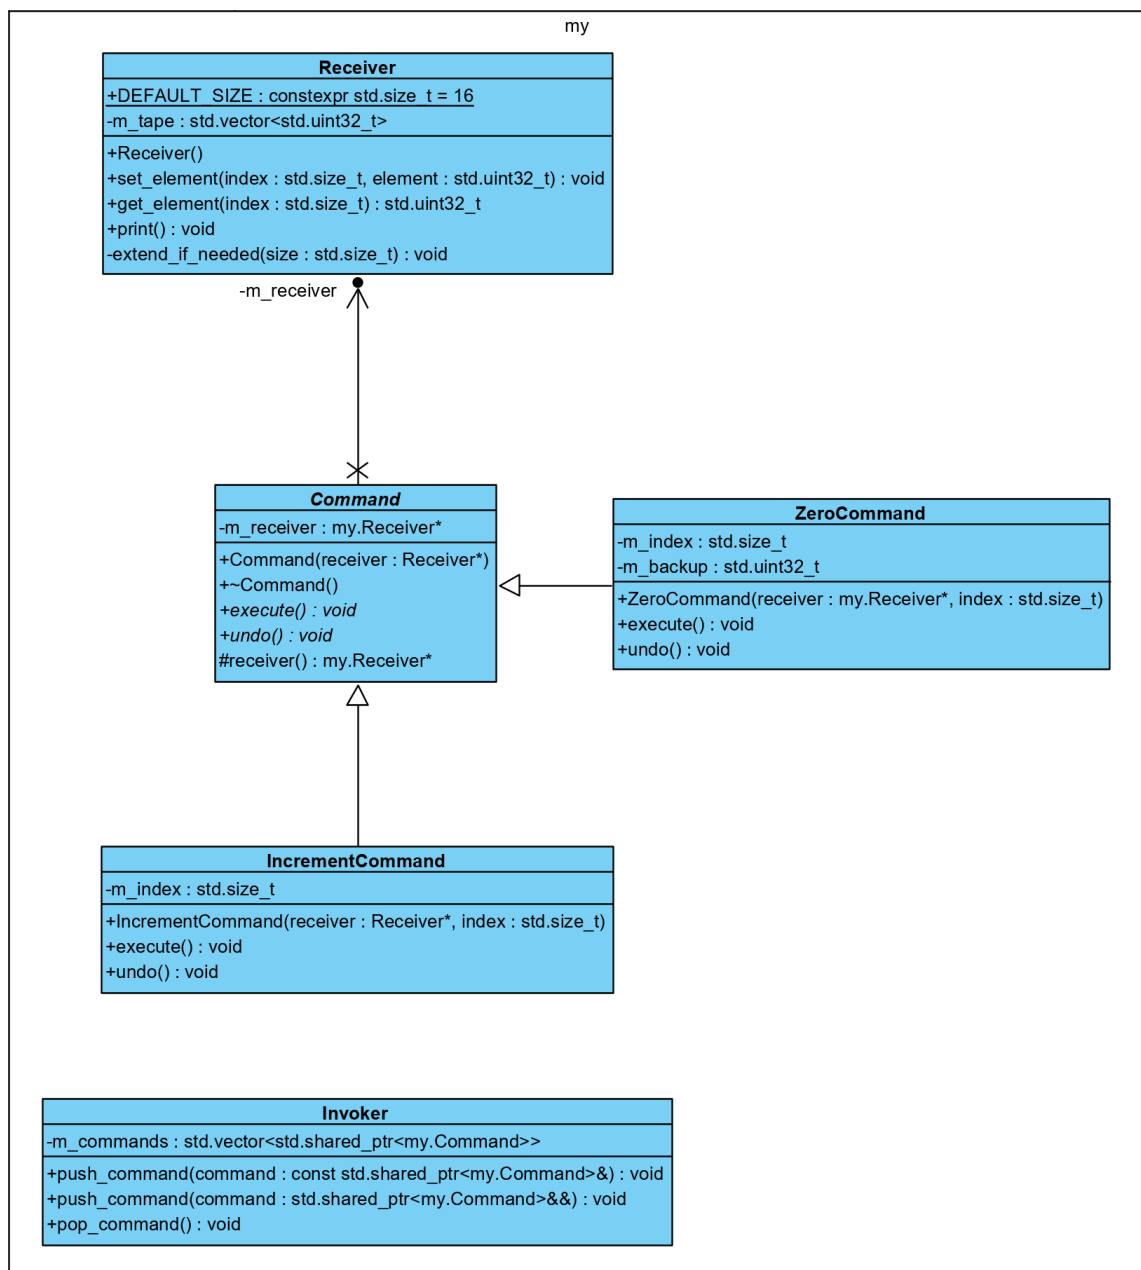 my
Receiver
+DEFAULT_SIZE : constexpr std.size_t = 16
-m_tape : std.vector<std.uint32_t>
+Receiver()
+set_element(index : std.size_t, element : std.uint32_t) : void
+get_element(index : std.size_t) : std.uint32_t
+print() : void
-extend_if_needed(size : std.size_t) : void
-m_receiver
Command
-m_receiver : my.Receiver*
+Command(receiver : Receiver*)
+~Command()
+execute() : void
+undo() : void
#receiver() : my.Receiver*
ZeroCommand
-m_index : std.size_t
-m_backup : std.uint32_t
+ZeroCommand(receiver : my.Receiver*, index : std.size_t)
+execute() : void
+undo() : void
IncrementCommand
-m_index : std.size_t
+IncrementCommand(receiver : Receiver*, index : std.size_t)
+execute() : void
+undo() : void
Invoker
-m_commands : std.vector<std.shared_ptr<my.Command>>
+push_command(command : const std.shared_ptr<my.Command>&) : void
+push_command(command : std.shared_ptr<my.Command>&&) : void
+pop_command() : void